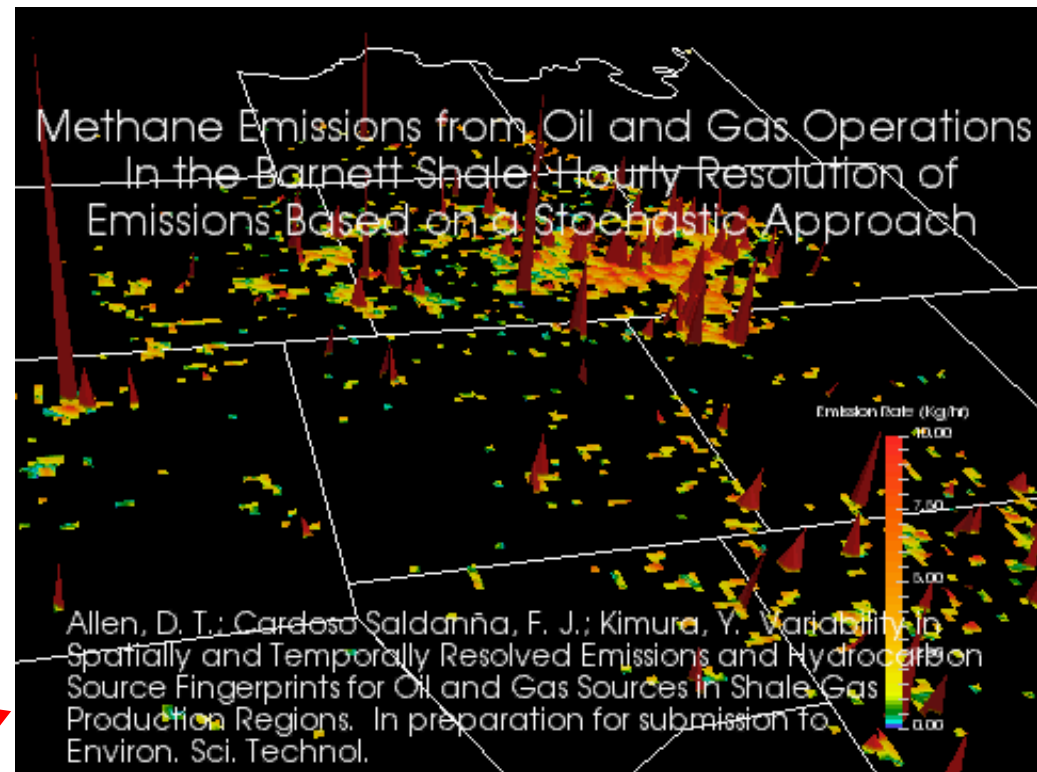 Methane Emissions from Oil and Gas Operations
In the Barnett Shale: Hourly Resolution of
Emissions Based on a Stochastic Approach
Emission Rate (Kg/hr)
10.00
7.50
5.00
2.50
0.00
Allen, D. T.; Cardoso Saldanña, F. J.; Kimura, Y.  Variability in
Spatially and Temporally Resolved Emissions and Hydrocarbon
Source Fingerprints for Oil and Gas Sources in Shale Gas
Production Regions.  In preparation for submission to
Environ. Sci. Technol.